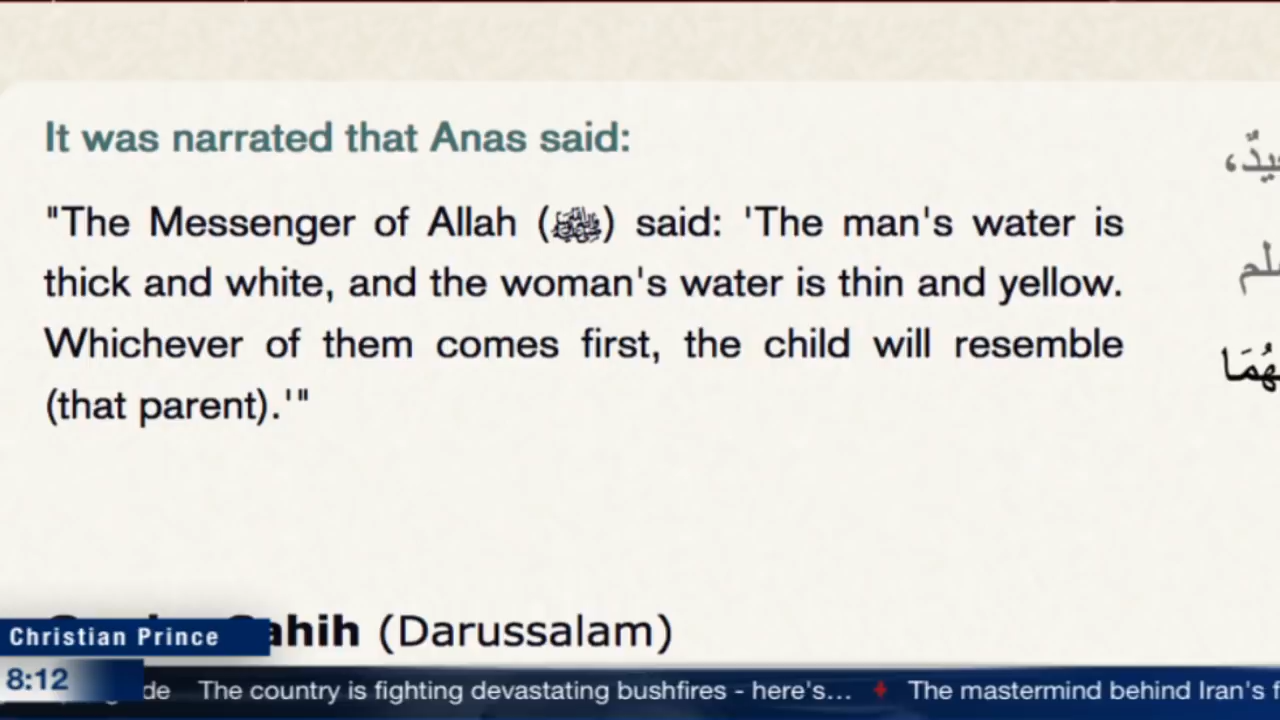 It was narrated that Anas said:
"The Messenger of Allah (ﷺ) said: 'The man's water is
thick and white, and the woman's water is thin and yellow.
Whichever of them comes first, the child will resemble
(that parent).'"
هُمَا
(Darussalam)
Christian Prince
8:12
The country is fighting devastating bushfires - here's... The mastermind behind Iran's